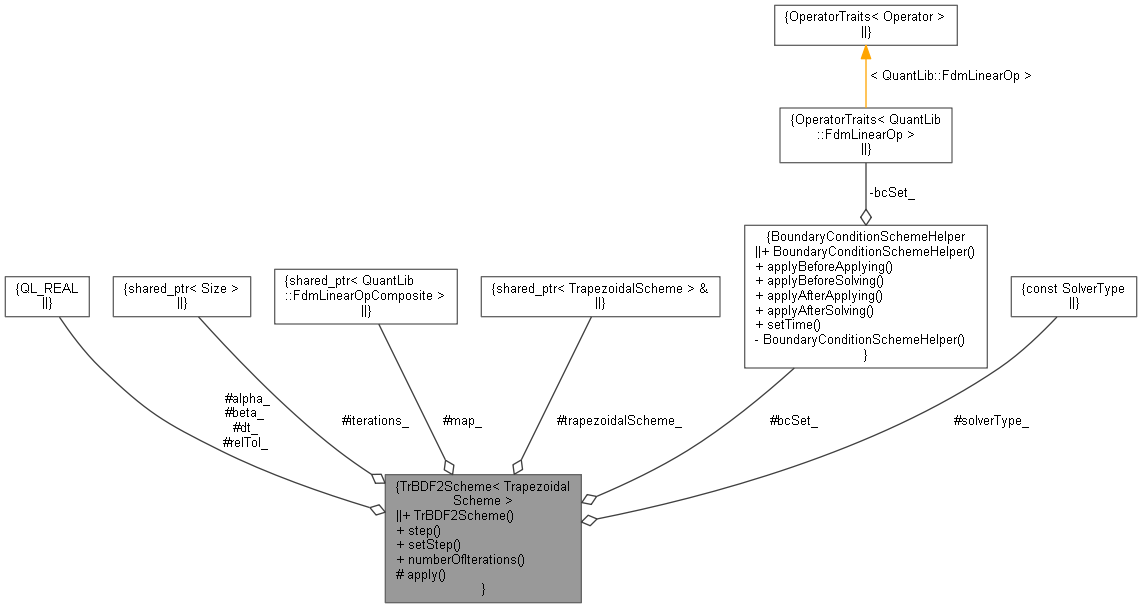 {OperatorTraits< Operator >
||}
< QuantLib::FdmLinearOp >
{OperatorTraits< QuantLib
::FdmLinearOp >
||}
-bcSet_
{BoundaryConditionSchemeHelper
||+ BoundaryConditionSchemeHelper()
+ applyBeforeApplying()
+ applyBeforeSolving()
+ applyAfterApplying()
+ applyAfterSolving()
+ setTime()
- BoundaryConditionSchemeHelper()
}
{QL_REAL
||}
{shared_ptr< Size >
||}
{shared_ptr< QuantLib
::FdmLinearOpComposite >
||}
{shared_ptr< TrapezoidalScheme > &
||}
{const SolverType
||}
#alpha_
#beta_
#dt_
#relTol_
#iterations_
#map_
#trapezoidalScheme_
#bcSet_
#solverType_
{TrBDF2Scheme< Trapezoidal
Scheme >
||+ TrBDF2Scheme()
+ step()
+ setStep()
+ numberOfIterations()
# apply()
}